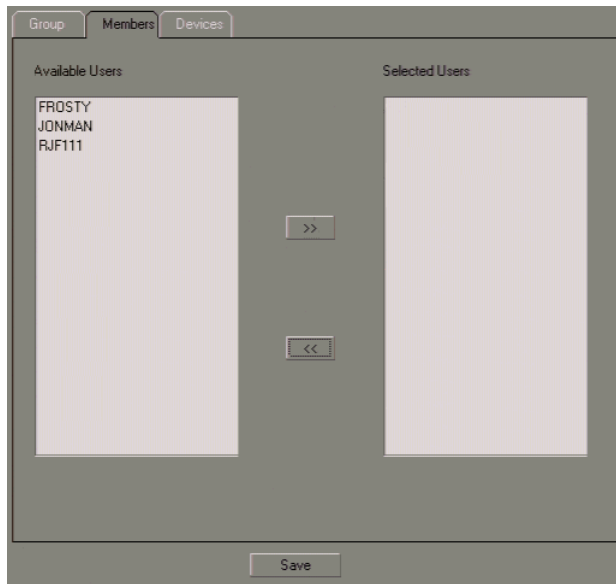 Group Members Devices
Available Users Selected Users
FROSTY
JONMAN
RJF111
>>
<<
Save